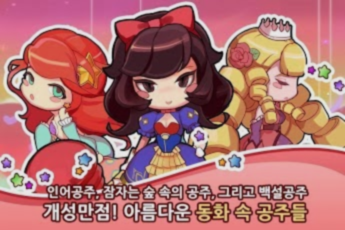 인어공주, 잠자는 숲 속의 공주, 그리고 백설공주
개성만점! 아름다운 동화 속 공주들